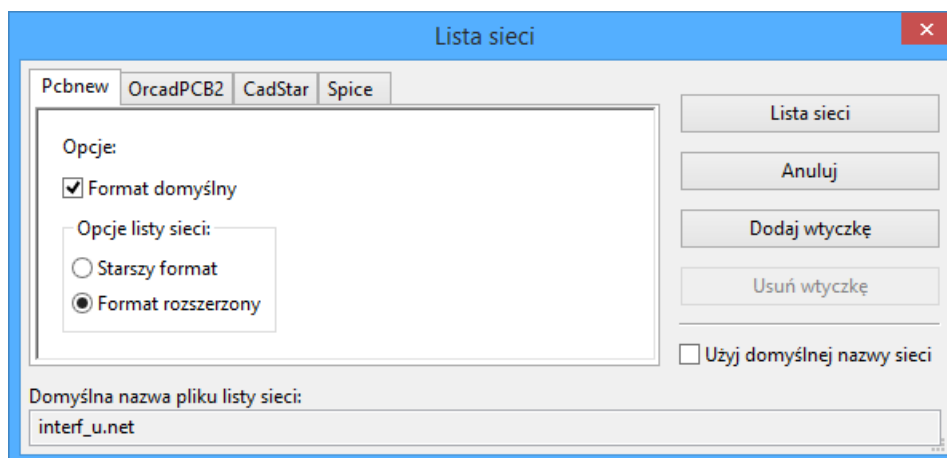 Lista sieci
Pcbnew OrcadPCB2 CadStar Spice
Lista sieci
Opcje:
Anuluj
Format domyślny
Dodaj wtyczkę
Opcje listy sieci:
Starszy format
Usuń wtyczkę
Format rozszerzony
Użyj domyślnej nazwy sieci
Domyślna nazwa pliku listy sieci:
interf_u.net